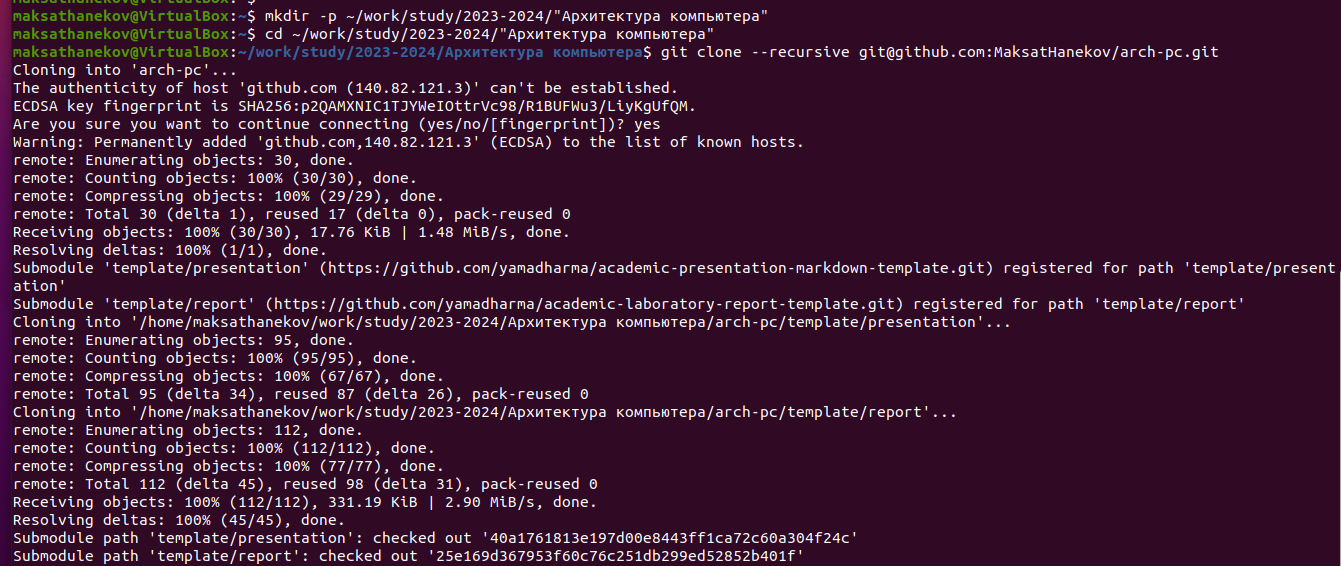 maksathanekov@VirtualBox:~$ mkdir -p ~/work/study/2023-2024/"Архитектура компьютера"
maksathanekov@VirtualBox:~$ cd ~/work/study/2023-2024/"Архитектура компьютера"
maksathanekov@VirtualBox:~/work/study/2023-2024/Архитектура компьютера$ git clone --recursive git@github.com:MaksatHanekov/arch-pc.git
Cloning into 'arch-pc'...
The authenticity of host 'github.com (140.82.121.3)' can't be established.
ECDSA key fingerprint is SHA256:p2QAMXNIC1TJYWeIOttrVc98/R1BUFWu3/LiyKgUfQM.
Are you sure you want to continue connecting (yes/no/[fingerprint])? yes
Warning: Permanently added 'github.com,140.82.121.3' (ECDSA) to the list of known hosts.
remote: Enumerating objects: 30, done.
remote: Counting objects: 100% (30/30), done.
remote: Compressing objects: 100% (29/29), done.
remote: Total 30 (delta 1), reused 17 (delta 0), pack-reused 0
Receiving objects: 100% (30/30), 17.76 KiB | 1.48 MiB/s, done.
Resolving deltas: 100% (1/1), done.
Submodule 'template/presentation' (https://github.com/yamadharma/academic-presentation-markdown-template.git) registered for path 'template/present
ation'
Submodule 'template/report' (https://github.com/yamadharma/academic-laboratory-report-template.git) registered for path 'template/report'
Cloning into '/home/maksathanekov/work/study/2023-2024/Архитектура компьютера/arch-pc/template/presentation'...
remote: Enumerating objects: 95, done.
remote: Counting objects: 100% (95/95), done.
remote: Compressing objects: 100% (67/67), done.
remote: Total 95 (delta 34), reused 87 (delta 26), pack-reused 0
Cloning into '/home/maksathanekov/work/study/2023-2024/Архитектура компьютера/arch-pc/template/report'...
remote: Enumerating objects: 112, done.
remote: Counting objects: 100% (112/112), done.
remote: Compressing objects: 100% (77/77), done.
remote: Total 112 (delta 45), reused 98 (delta 31), pack-reused 0
Receiving objects: 100% (112/112), 331.19 KiB | 2.90 MiB/s, done.
Resolving deltas: 100% (45/45), done.
Submodule path 'template/presentation': checked out '40a1761813e197d00e8443ff1ca72c60a304f24c'
Submodule path 'template/report': checked out '25e169d367953f60c76c251db299ed52852b401f'